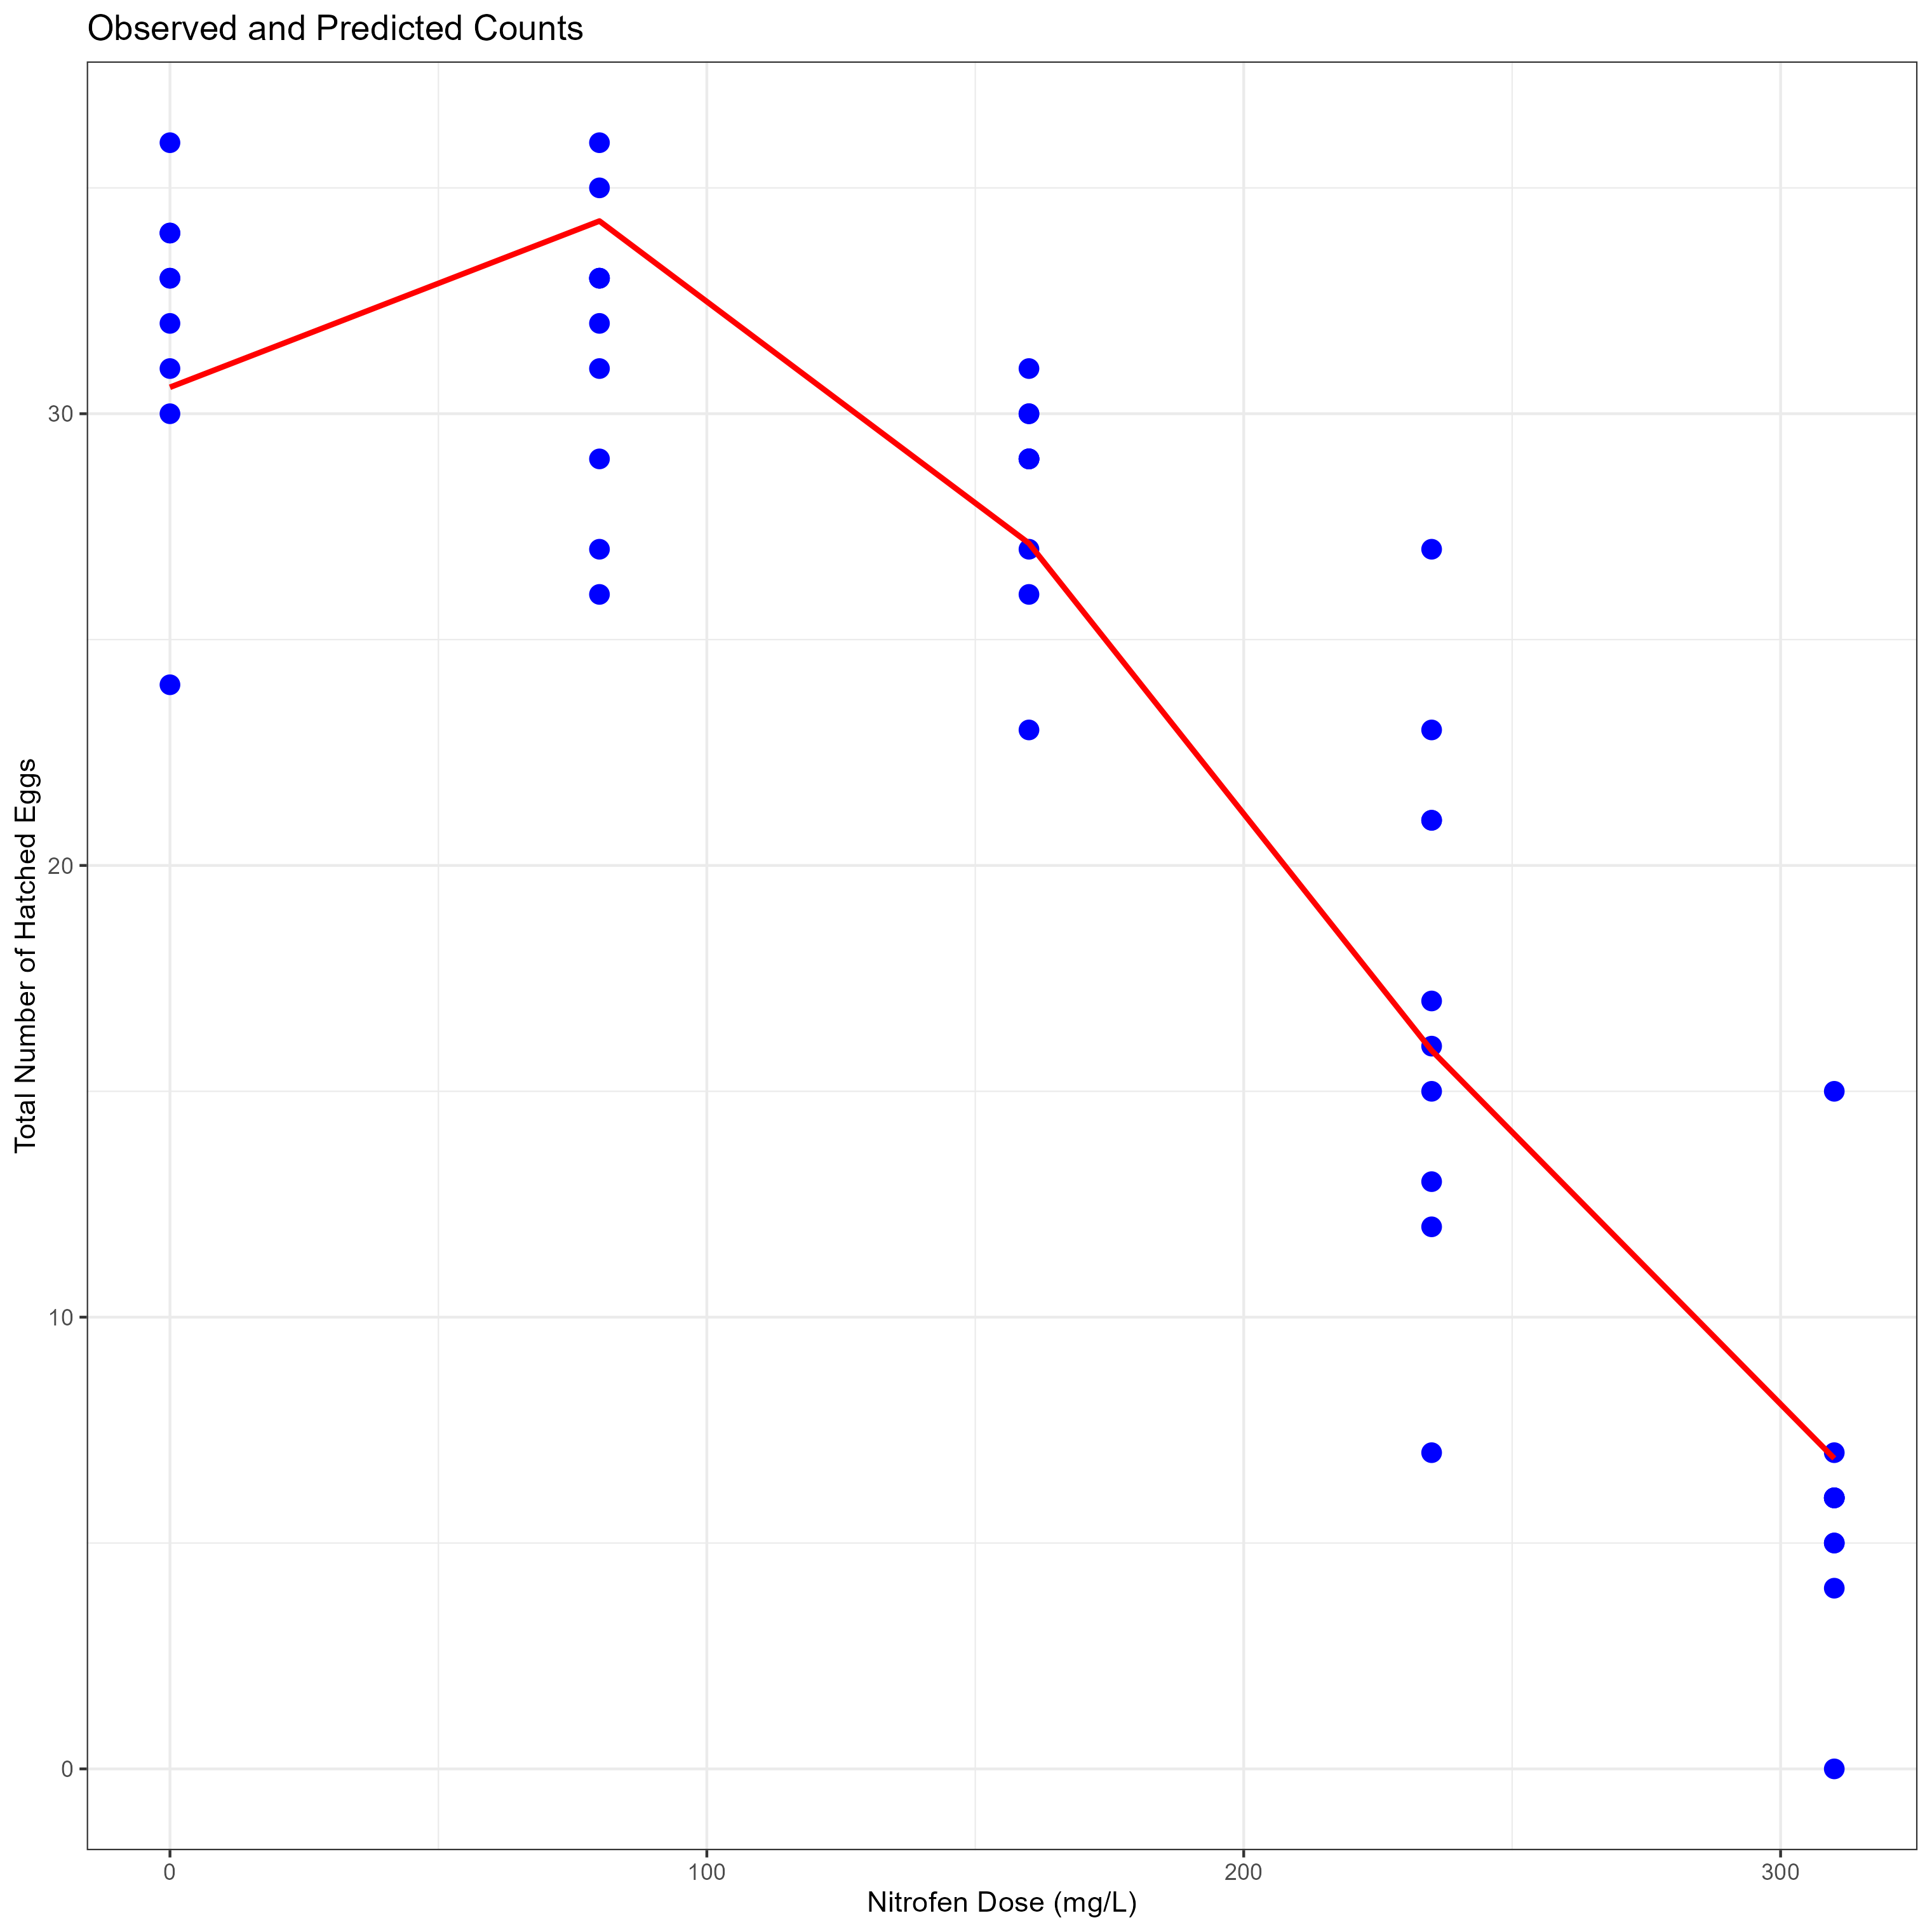 Observed and Predicted Counts
Total Number of Hatched Eggs
30
20
10
0
0 100 200 300
Nitrofen Dose (mg/L)